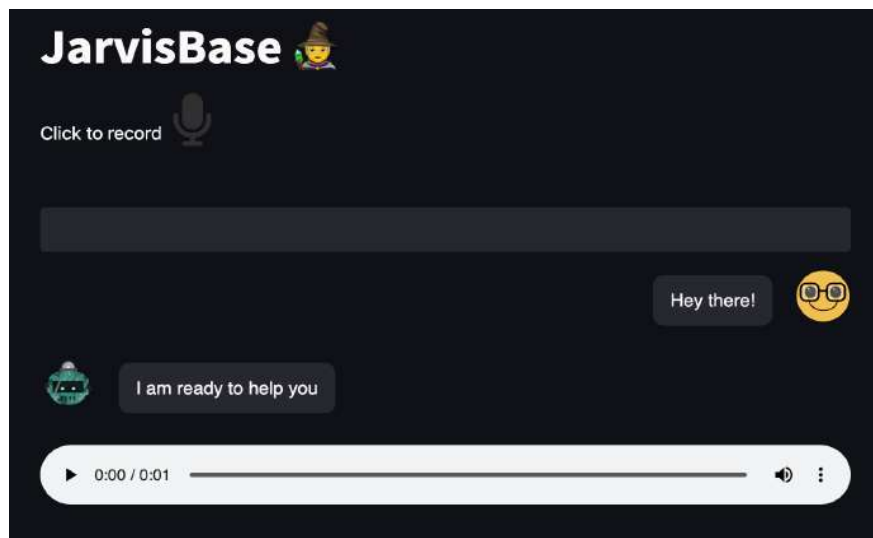 JarvisBase 🧙
Click to record
Hey there!
I am ready to help you
0:00 / 0:01